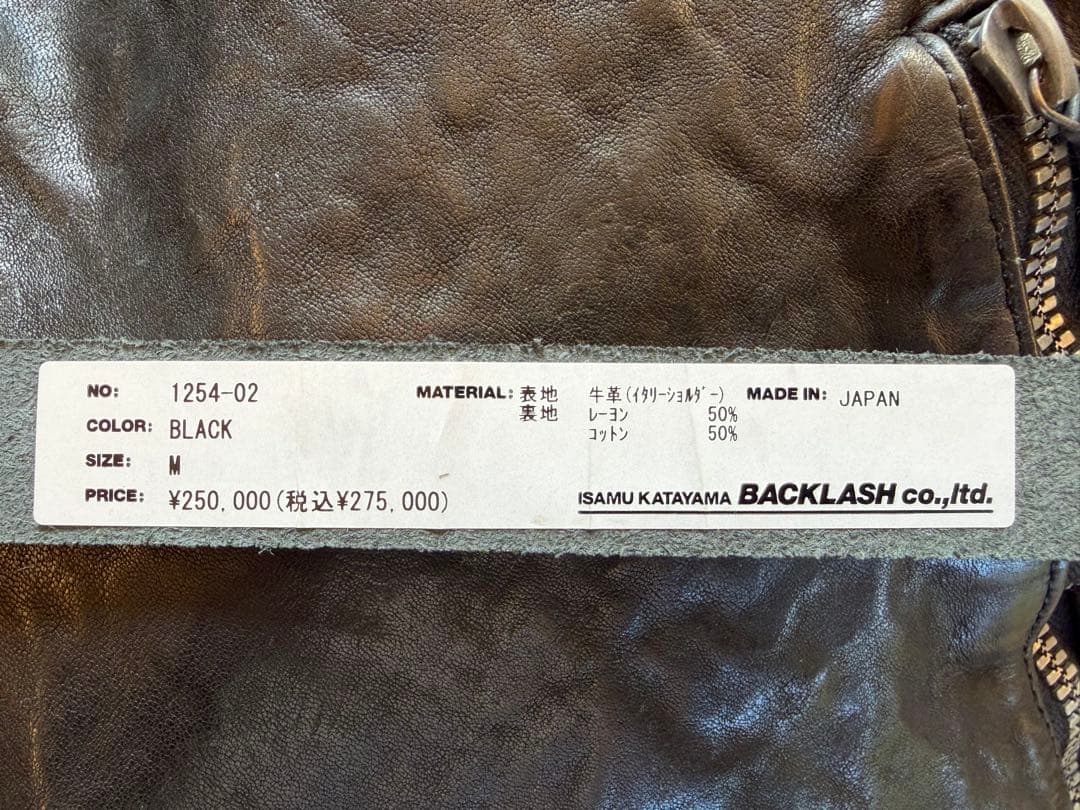 NO: 1254-02
COLOR: BLACK
SIZE: M
PRICE: ¥250,000(税込¥275,000)
MATERIAL: 表地 牛革(ｲﾀﾘｰｼｮﾙﾀﾞｰ)
裏地 ﾚｰﾖﾝ 50%
ｺｯﾄﾝ 50%
MADE IN: JAPAN
ISAMU KATAYAMA BACKLASH co.,ltd.